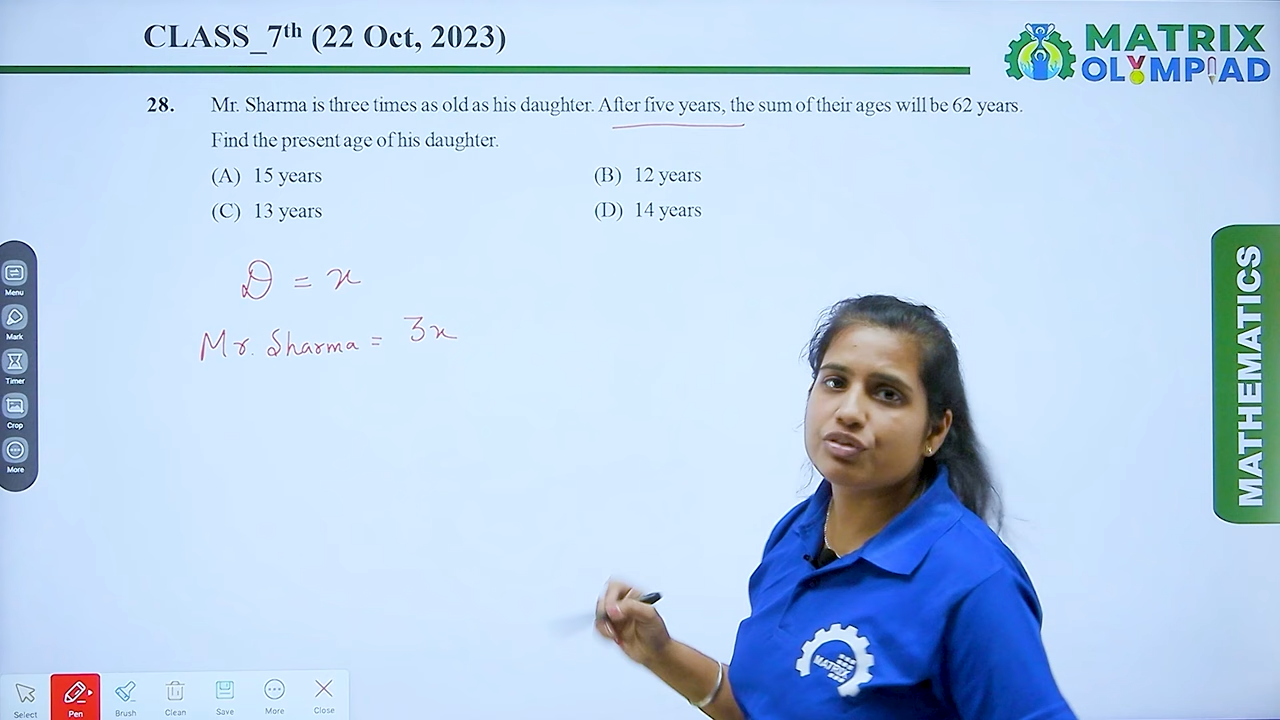 CLASS_7th (22 Oct, 2023)
MATRIX
OLYMPIAD
28. Mr. Sharma is three times as old as his daughter. After five years, the sum of their ages will be 62 years.
Find the present age of his daughter.
(A) 15 years (B) 12 years
(C) 13 years (D) 14 years
D = x
Mr. Sharma = 3x
Menu
Mark
Timer
Crop
More
MATHEMATICS
MATRIX
Select Pen Brush Clean Save More Close